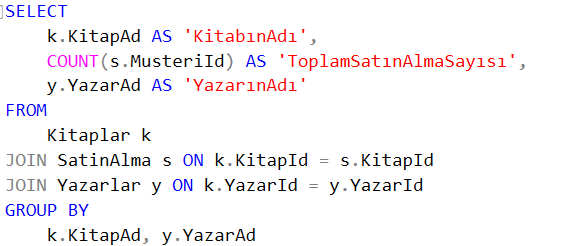 SELECT
k.KitapAd AS 'KitabınAdı',
COUNT(s.MusteriId) AS 'ToplamSatınAlmaSayısı',
y.YazarAd AS 'YazarınAdı'
FROM
Kitaplar k
JOIN SatinAlma s ON k.KitapId = s.KitapId
JOIN Yazarlar y ON k.YazarId = y.YazarId
GROUP BY
k.KitapAd, y.YazarAd